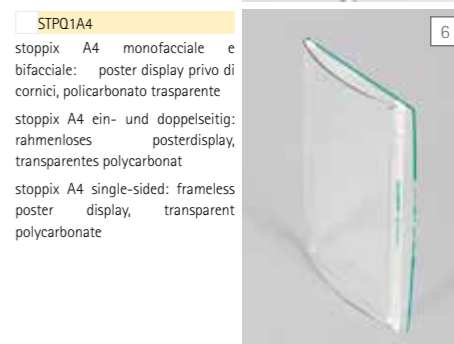 STPQ1A4
stoppix A4 monofacciale e
bifacciale: poster display privo di
cornici, policarbonato trasparente
stoppix A4 ein- und doppelseitig:
rahmenloses posterdisplay,
transparentes polycarbonat
stoppix A4 single-sided: frameless
poster display, transparent
polycarbonate
6